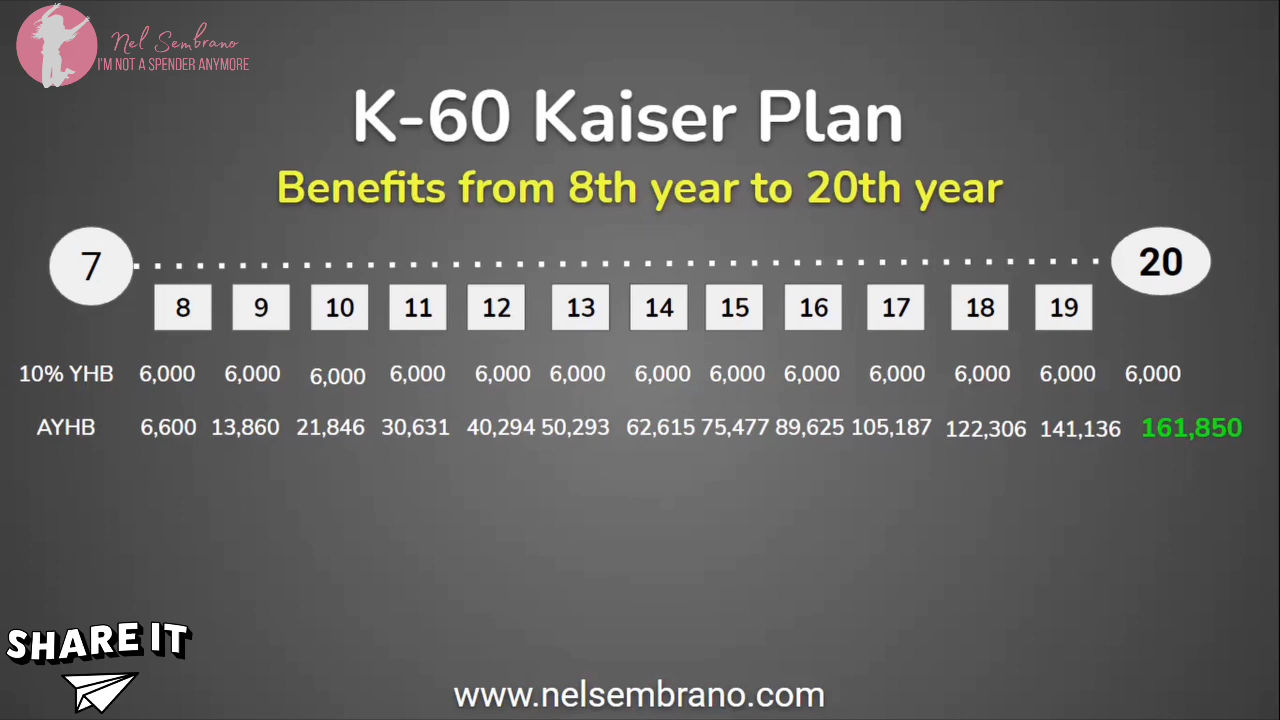 Nel Sembrano
I'M NOT A SPENDER ANYMORE
K-60 Kaiser Plan
Benefits from 8th year to 20th year
7 20
8 9 10 11 12 13 14 15 16 17 18 19
10% YHB 6,000 6,000 6,000 6,000 6,000 6,000 6,000 6,000 6,000 6,000 6,000 6,000 6,000
AYHB 6,600 13,860 21,846 30,631 40,294 50,293 62,615 75,477 89,625 105,187 122,306 141,136 161,850
SHARE IT
www.nelsembrano.com